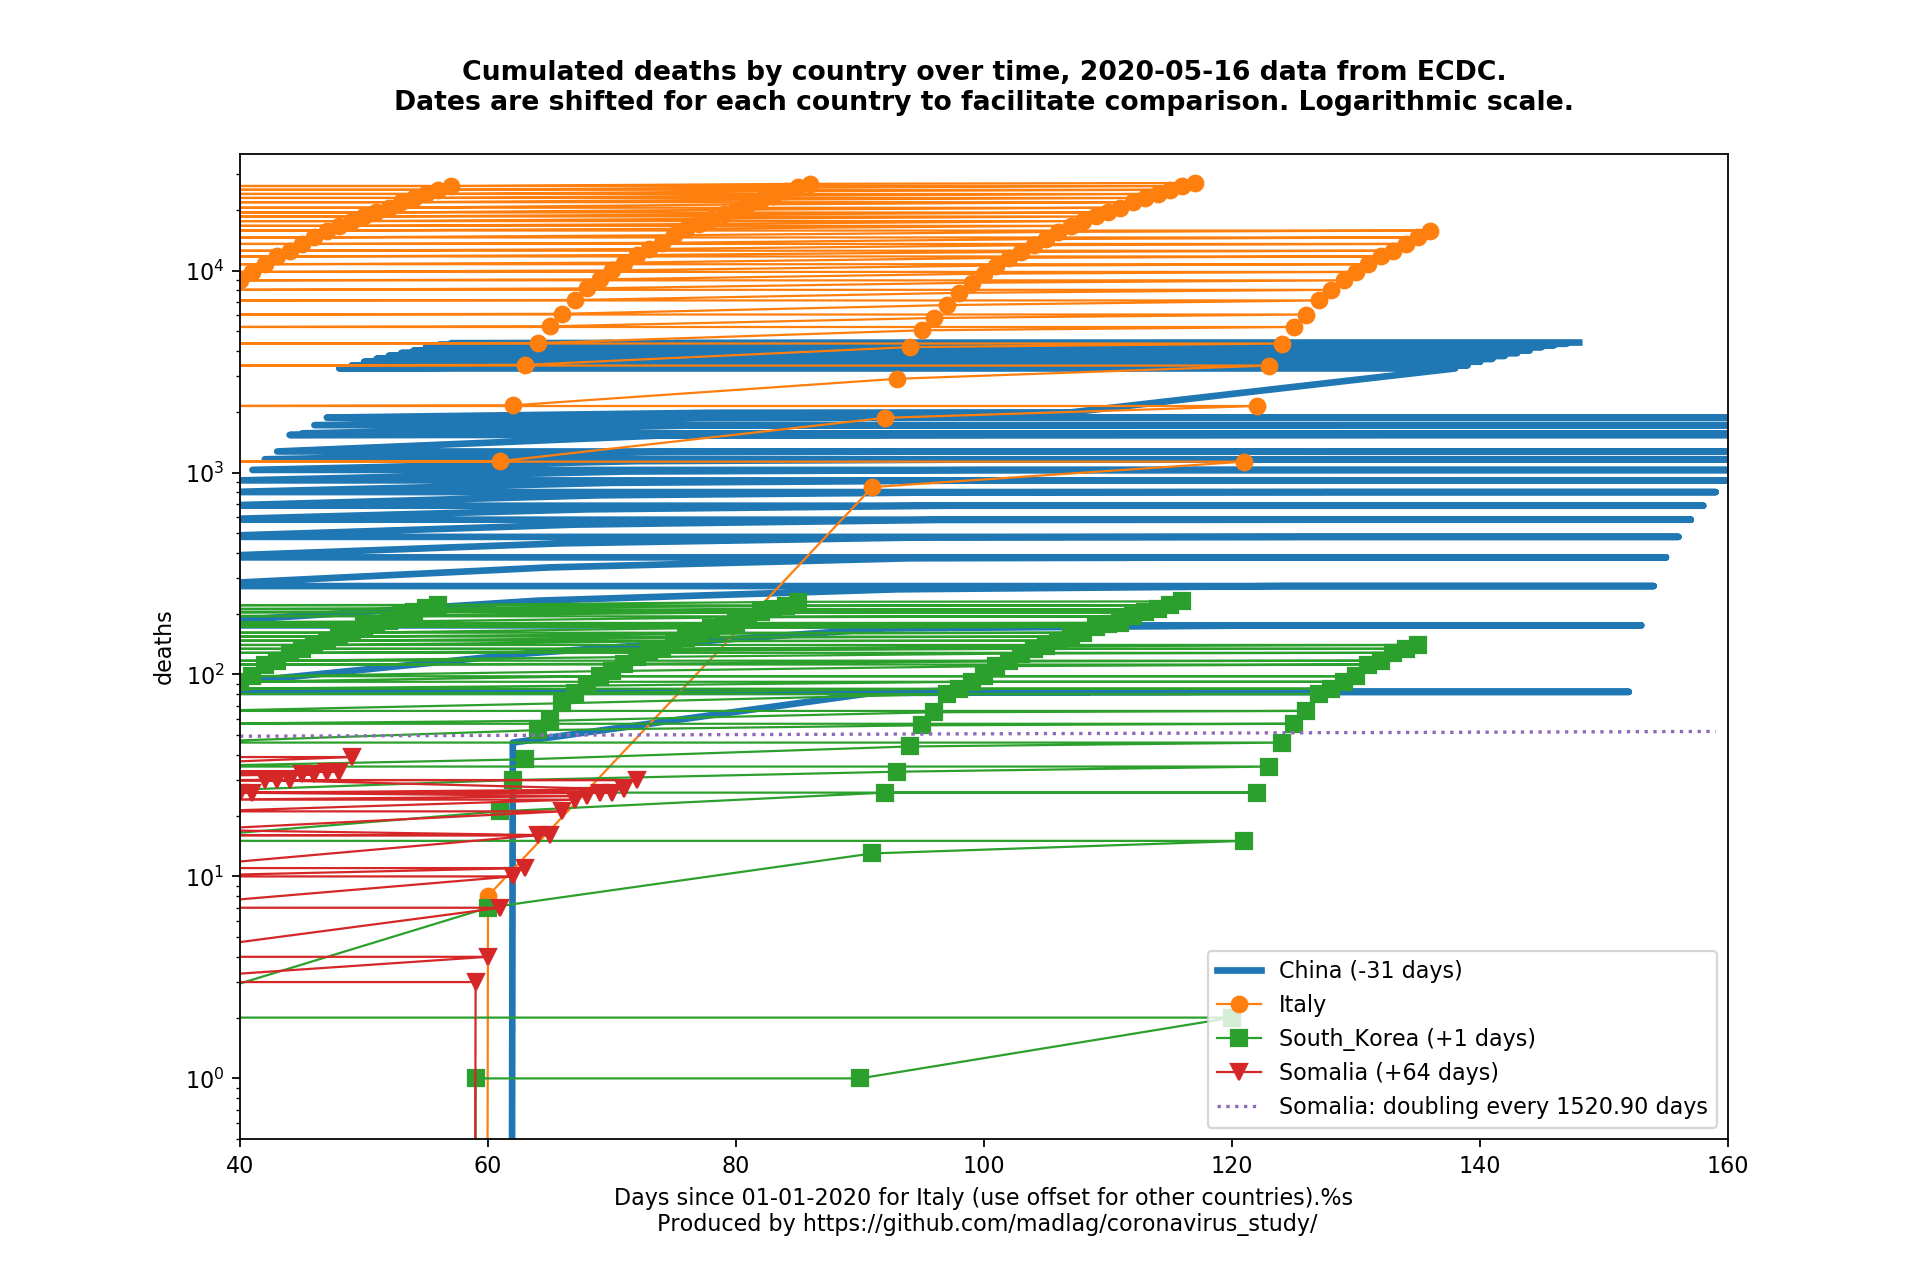 Cumulated deaths by country over time, 2020-05-16 data from ECDC.
Dates are shifted for each country to facilitate comparison. Logarithmic scale.
deaths
10^4
10^3
10^2
10^1
10^0
40 60 80 100 120 140 160
China (-31 days)
Italy
South_Korea (+1 days)
Somalia (+64 days)
Somalia: doubling every 1520.90 days
Days since 01-01-2020 for Italy (use offset for other countries).%s
Produced by https://github.com/madlag/coronavirus_study/